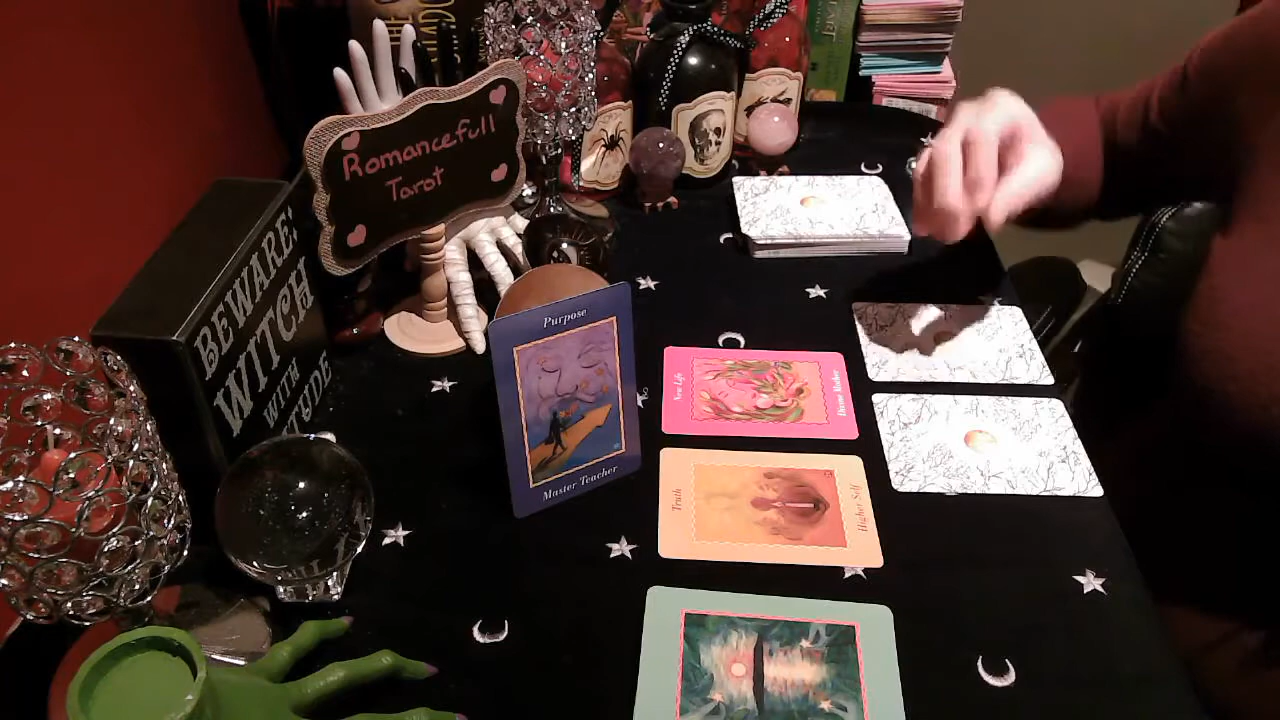 Romancefull
Tarot
BEWARE:
WITCH
WITH
Purpose
Master Teacher
New Life
Divine Mother
Truth
Higher Self